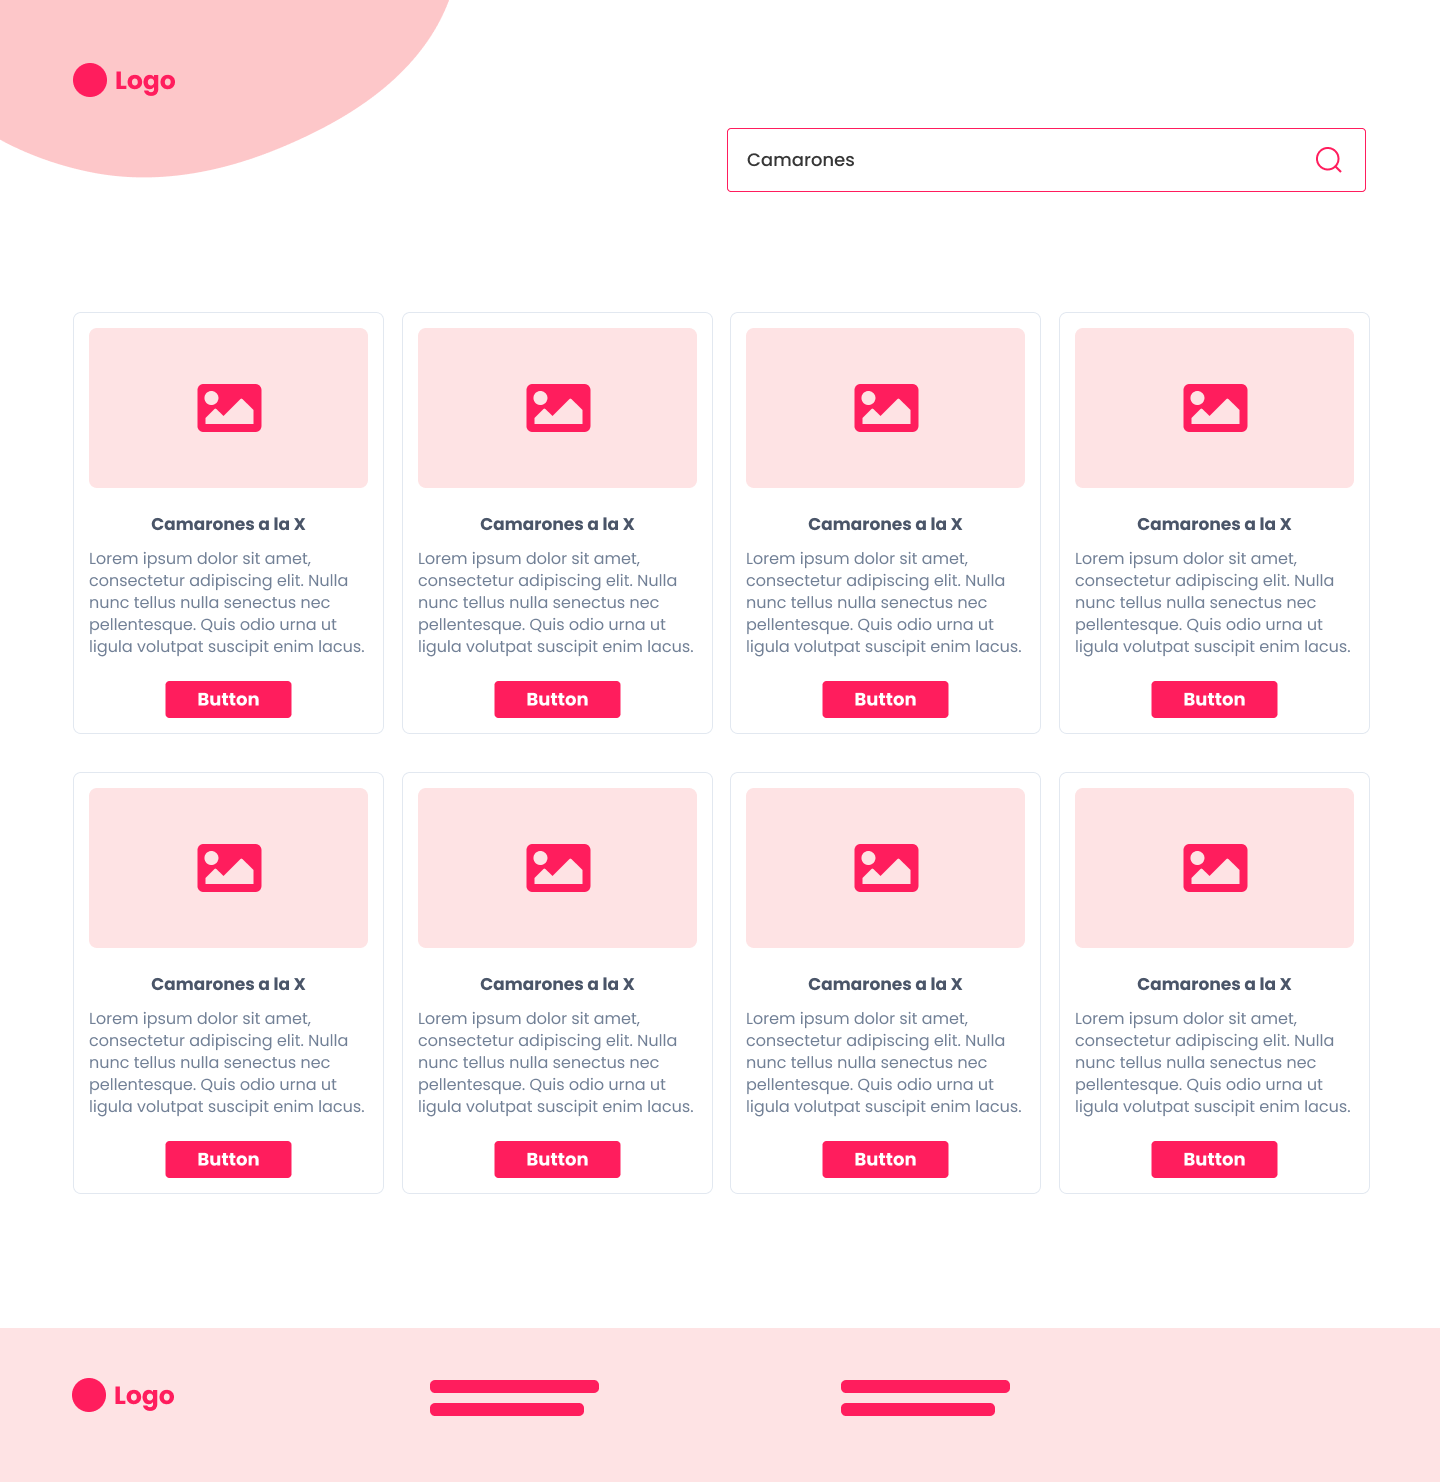 Logo
Camarones
Camarones a la X
Lorem ipsum dolor sit amet,
consectetur adipiscing elit. Nulla
nunc tellus nulla senectus nec
pellentesque. Quis odio urna ut
ligula volutpat suscipit enim lacus.
Button
Camarones a la X
Lorem ipsum dolor sit amet,
consectetur adipiscing elit. Nulla
nunc tellus nulla senectus nec
pellentesque. Quis odio urna ut
ligula volutpat suscipit enim lacus.
Button
Camarones a la X
Lorem ipsum dolor sit amet,
consectetur adipiscing elit. Nulla
nunc tellus nulla senectus nec
pellentesque. Quis odio urna ut
ligula volutpat suscipit enim lacus.
Button
Camarones a la X
Lorem ipsum dolor sit amet,
consectetur adipiscing elit. Nulla
nunc tellus nulla senectus nec
pellentesque. Quis odio urna ut
ligula volutpat suscipit enim lacus.
Button
Camarones a la X
Lorem ipsum dolor sit amet,
consectetur adipiscing elit. Nulla
nunc tellus nulla senectus nec
pellentesque. Quis odio urna ut
ligula volutpat suscipit enim lacus.
Button
Camarones a la X
Lorem ipsum dolor sit amet,
consectetur adipiscing elit. Nulla
nunc tellus nulla senectus nec
pellentesque. Quis odio urna ut
ligula volutpat suscipit enim lacus.
Button
Camarones a la X
Lorem ipsum dolor sit amet,
consectetur adipiscing elit. Nulla
nunc tellus nulla senectus nec
pellentesque. Quis odio urna ut
ligula volutpat suscipit enim lacus.
Button
Camarones a la X
Lorem ipsum dolor sit amet,
consectetur adipiscing elit. Nulla
nunc tellus nulla senectus nec
pellentesque. Quis odio urna ut
ligula volutpat suscipit enim lacus.
Button
Logo